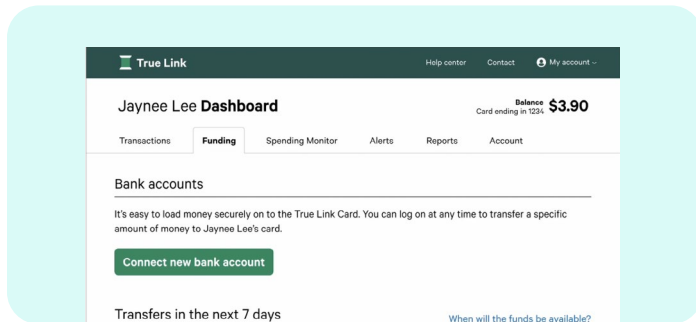 True Link
Help center Contact My account
Jaynee Lee Dashboard
Balance
Card ending in 1234 $3.90
Transactions Funding Spending Monitor Alerts Reports Account
Bank accounts
It's easy to load money securely on to the True Link Card. You can log on at any time to transfer a specific
amount of money to Jaynee Lee's card.
Connect new bank account
Transfers in the next 7 days
When will the funds be available?